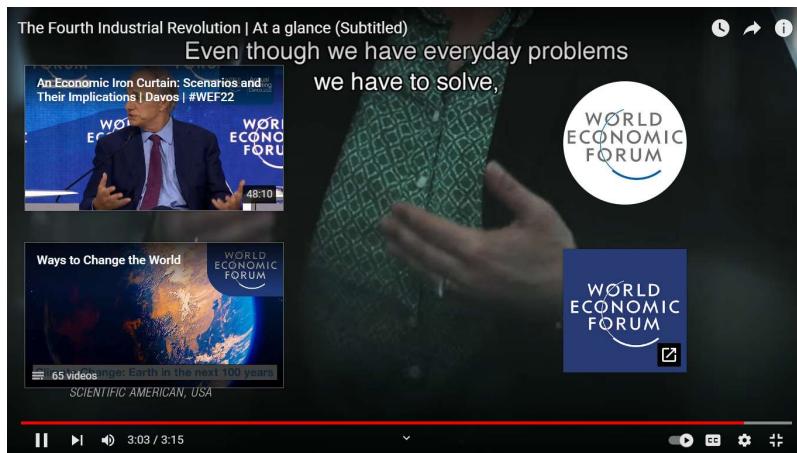 The Fourth Industrial Revolution | At a glance (Subtitled)
Even though we have everyday problems
we have to solve,
An Economic Iron Curtain: Scenarios and
Their Implications | Davos | #WEF22
48:10
WORLD
ECONOMIC
FORUM
Ways to Change the World
WORLD
ECONOMIC
FORUM
Change: Earth in the next 100 years
65 videos
WORLD
ECONOMIC
FORUM
SCIENTIFIC AMERICAN, USA
3:03 / 3:15
CC